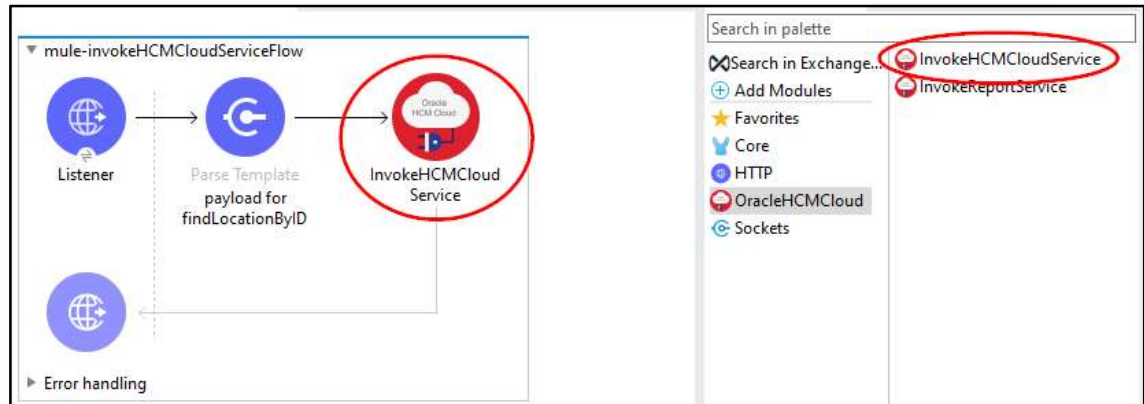 mule-invokeHCMCloudServiceFlow
Listener
Parse Template
payload for
findLocationByID
Oracle
HCM Cloud
InvokeHCMCloud
Service
Error handling
Search in palette
Search in Exchange...
Add Modules
Favorites
Core
HTTP
OracleHCMCloud
Sockets
InvokeHCMCloudService
InvokeReportService